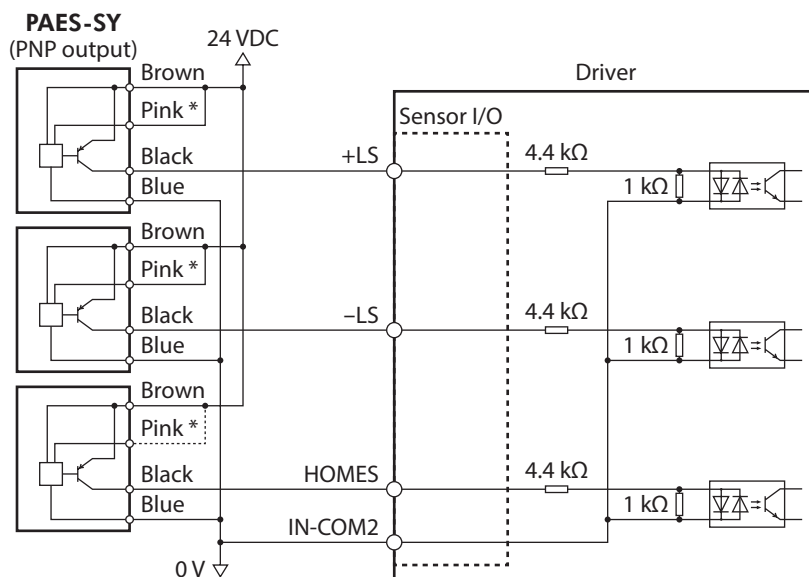 PAES-SY
(PNP output)
24 VDC
Driver
Sensor I/O
Brown
Pink *
Black
Blue
+LS
4.4 kΩ
1 kΩ
Brown
Pink *
Black
Blue
–LS
4.4 kΩ
1 kΩ
Brown
Pink *
Black
Blue
HOMES
4.4 kΩ
1 kΩ
IN-COM2
0 V